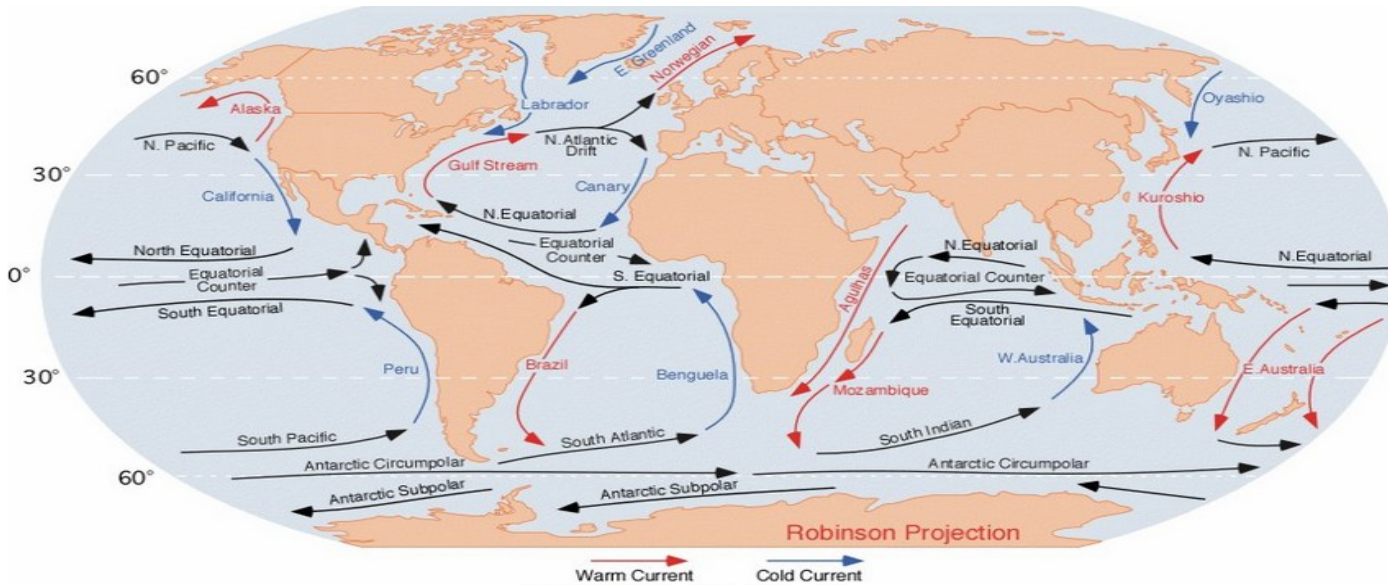 60°
30°
0°
30°
60°
Alaska
N. Pacific
California
North Equatorial
Equatorial
Counter
South Equatorial
Peru
South Pacific
Antarctic Circumpolar
Antarctic Subpolar
Labrador
E. Greenland
Norwegian
N.Atlantic
Drift
Gulf Stream
Canary
N.Equatorial
Equatorial
Counter
S. Equatorial
Brazil
Benguela
South Atlantic
Antarctic Subpolar
Agulhas
Mozambique
N.Equatorial
Equatorial Counter
South
Equatorial
W.Australia
South Indian
Antarctic Circumpolar
Oyashio
N. Pacific
Kuroshio
N.Equatorial
E.Australia
Robinson Projection
Warm Current
Cold Current